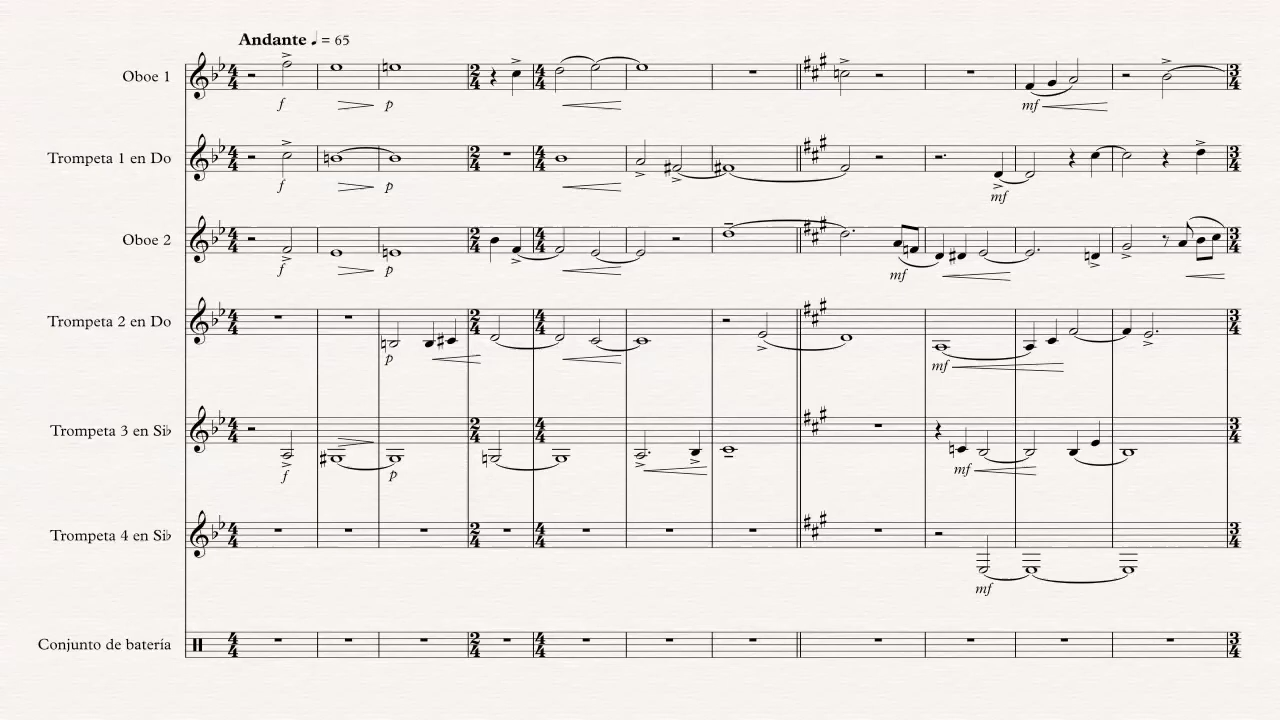 Andante ♩ = 65
Oboe 1
f
p
mf
Trompeta 1 en Do
f
p
mf
Oboe 2
f
p
mf
Trompeta 2 en Do
p
mf
Trompeta 3 en Si♭
f
p
mf
Trompeta 4 en Si♭
mf
Conjunto de batería